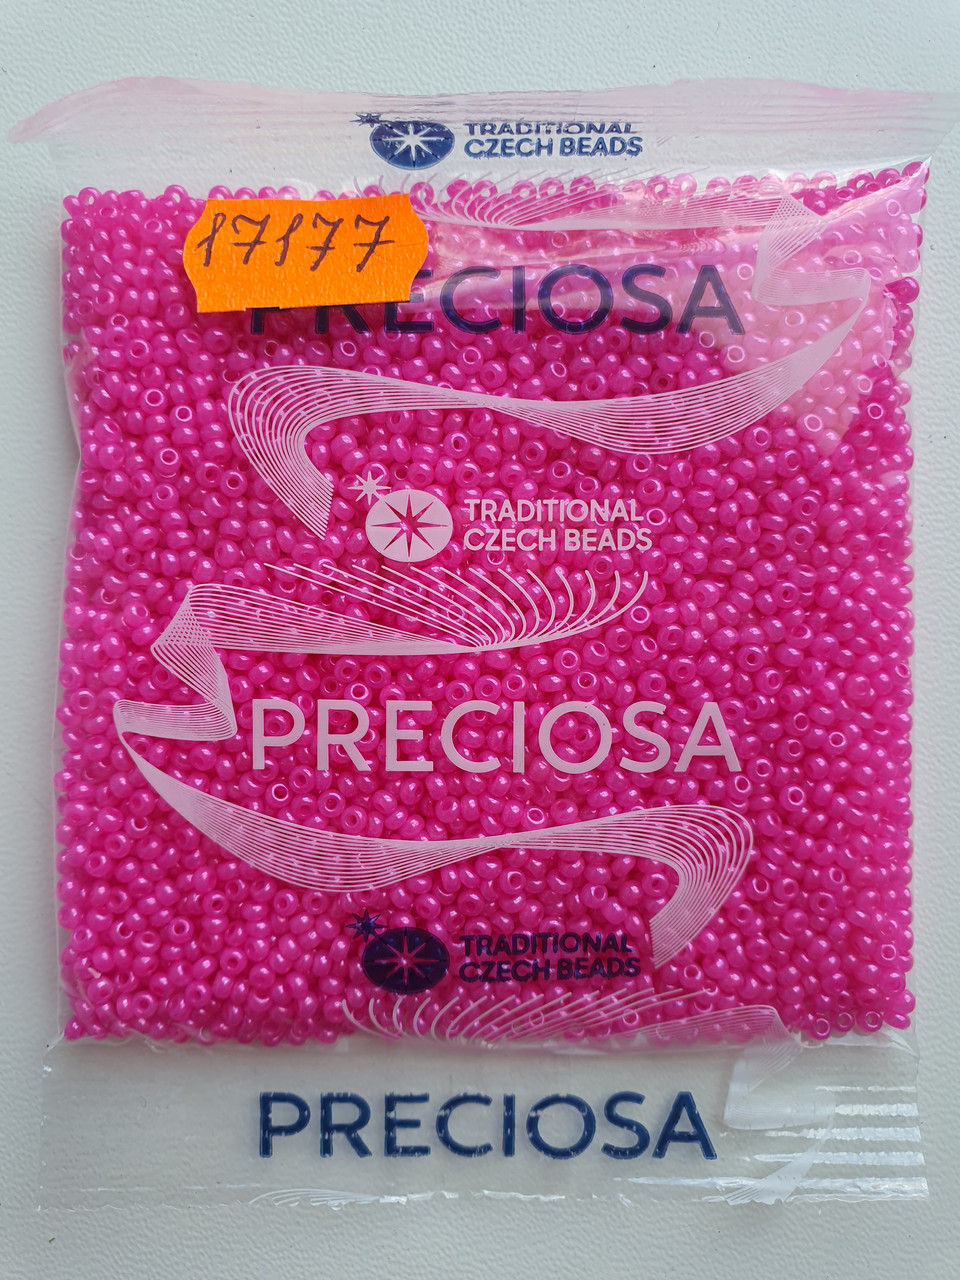 TRADITIONAL
CZECH BEADS
17177
PRECIOSA
TRADITIONAL
CZECH BEADS
PRECIOSA
TRADITIONAL
CZECH BEADS
PRECIOSA